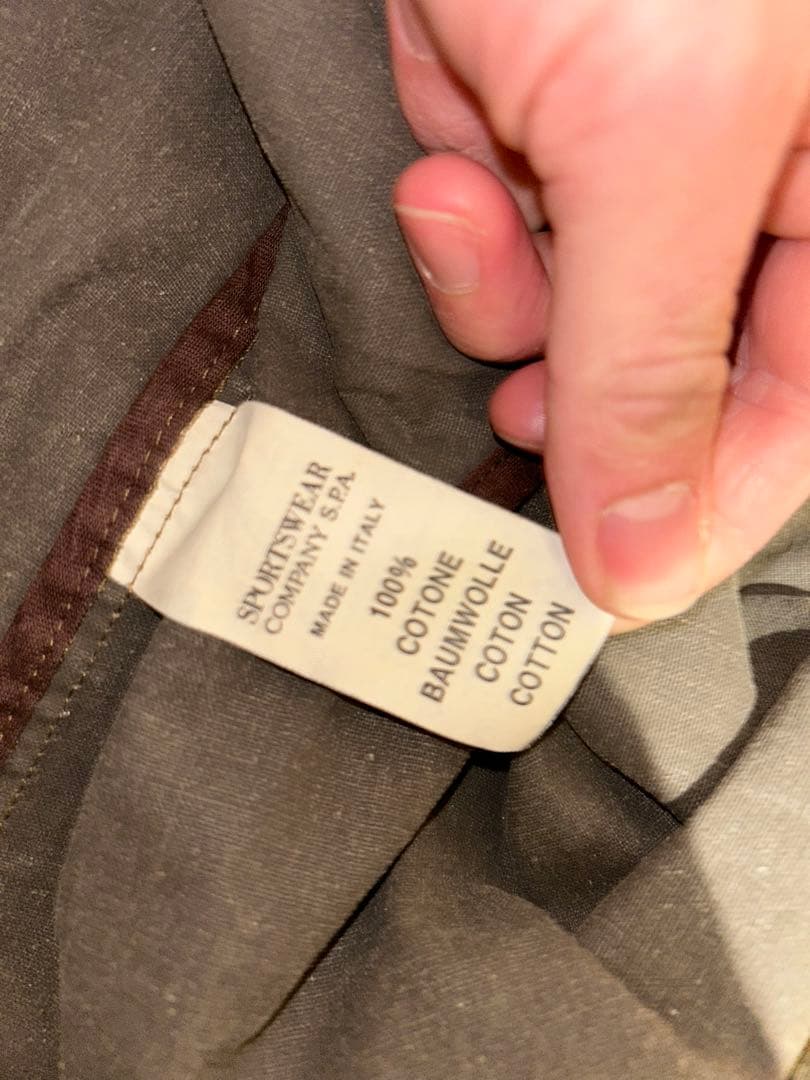 SPORTSWEAR
COMPANY S.P.A.
MADE IN ITALY
100%
COTONE
BAUMWOLLE
COTON
COTTON